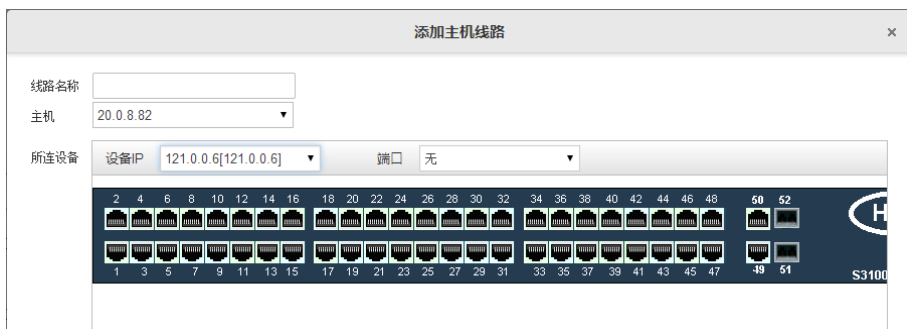 添加主机线路 ×
线路名称
主机 20.0.8.82
所连设备 设备IP 121.0.0.6[121.0.0.6] 端口 无
2 4 6 8 10 12 14 16 18 20 22 24 26 28 30 32 34 36 38 40 42 44 46 48 50 52
H
1 3 5 7 9 11 13 15 17 19 21 23 25 27 29 31 33 35 37 39 41 43 45 47 49 51
S3100